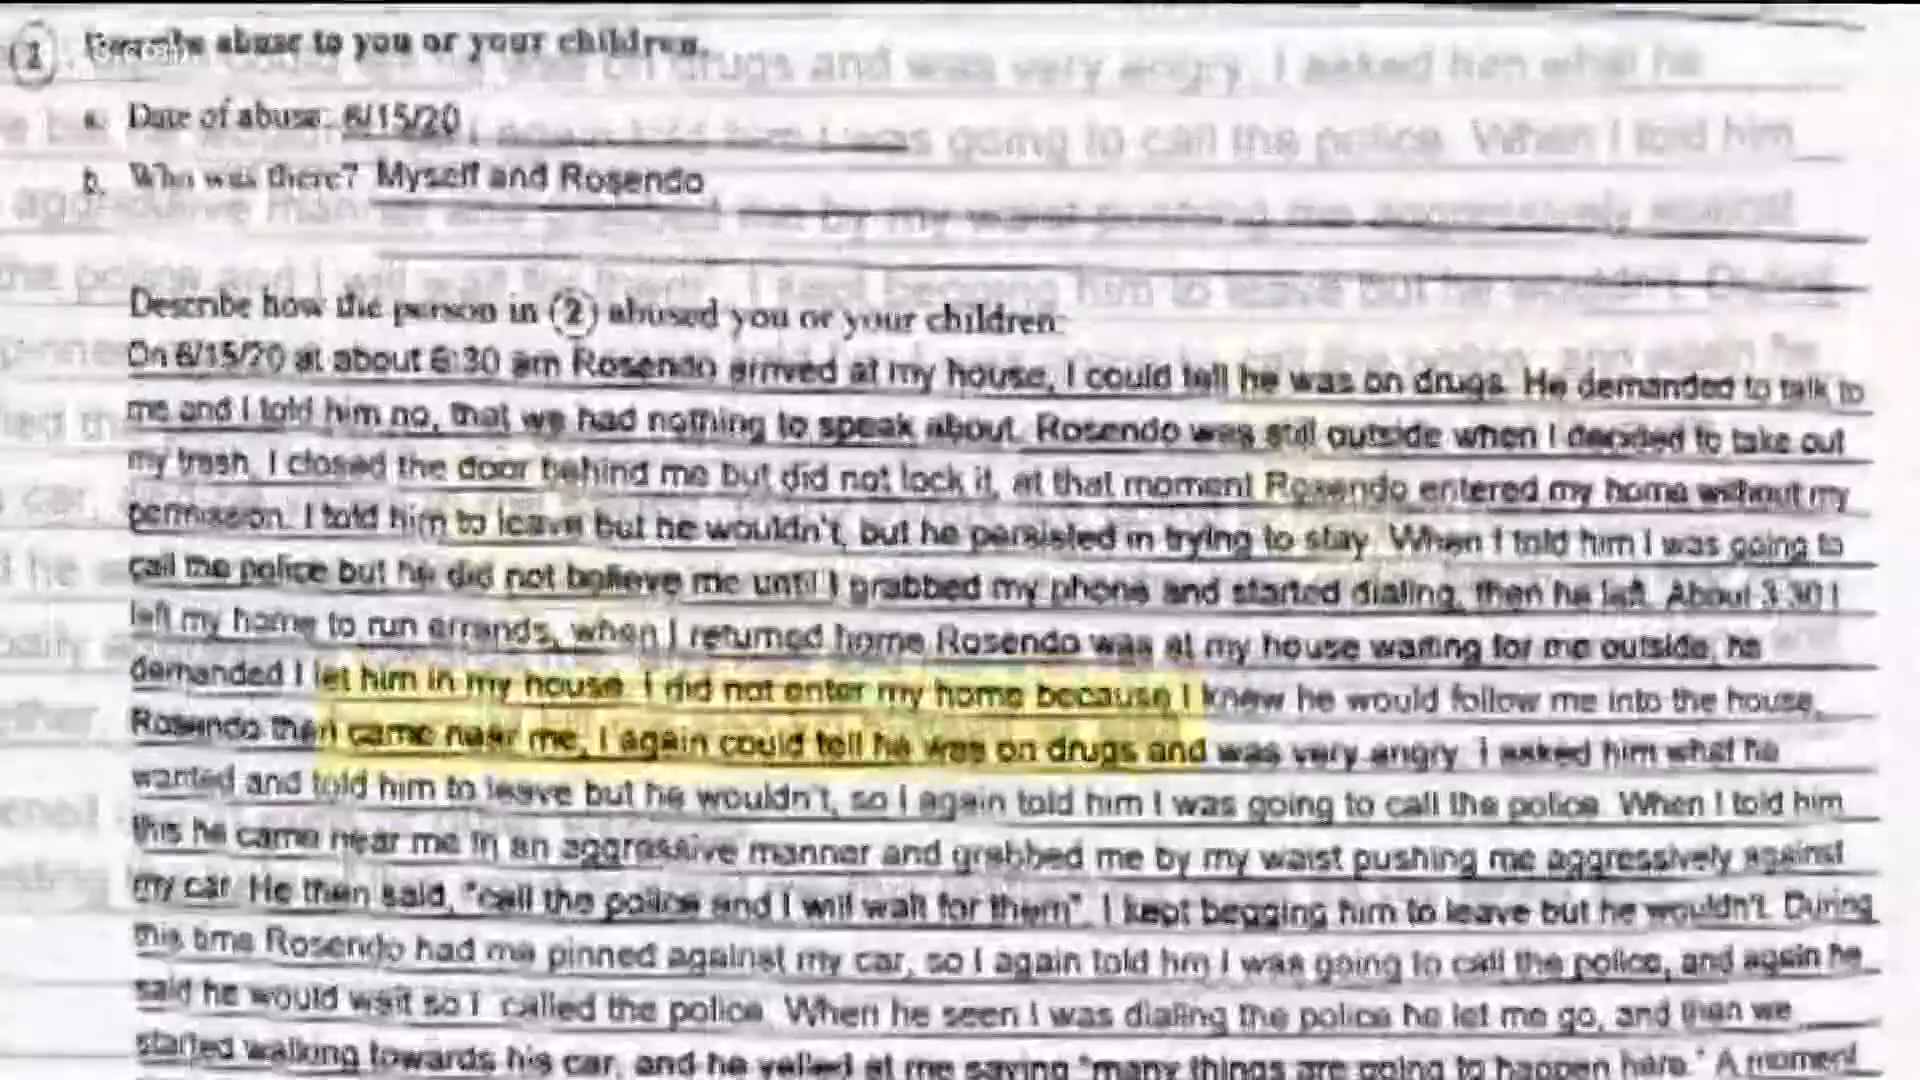 Describe abuse to you or your children.
a. Date of abuse: 6/15/20
b. Who was there? Myself and Rosendo
Describe how the person in (2) abused you or your children:
On 6/15/20 at about 6:30 am Rosendo arrived at my house, I could tell he was on drugs. He demanded to talk to
me and I told him no, that we had nothing to speak about. Rosendo was still outside when I decided to take out
my trash. I closed the door behind me but did not lock it, at that moment Rosendo entered my home without my
permission. I told him to leave but he wouldn't, but he persisted in trying to stay. When I told him I was going to
call the police but he did not believe me until I grabbed my phone and started dialing, then he left. About 3:30 I
left my home to run errands, when I returned home Rosendo was at my house waiting for me outside, he
demanded I let him in my house. I did not enter my home because I knew he would follow me into the house,
Rosendo then came near me, I again could tell he was on drugs and was very angry. I asked him what he
wanted and told him to leave but he wouldn't, so I again told him I was going to call the police. When I told him
this he came near me in an aggressive manner and grabbed me by my waist pushing me aggressively against
my car. He then said, "call the police and I will wait for them". I kept begging him to leave but he wouldn't. During
this time Rosendo had me pinned against my car, so I again told hm I was going to call the police, and again he
said he would wait so I called the police. When he seen I was dialing the police he let me go, and then we
started walking towards his car, and he yelled at me saying "many things are going to happen here." A moment